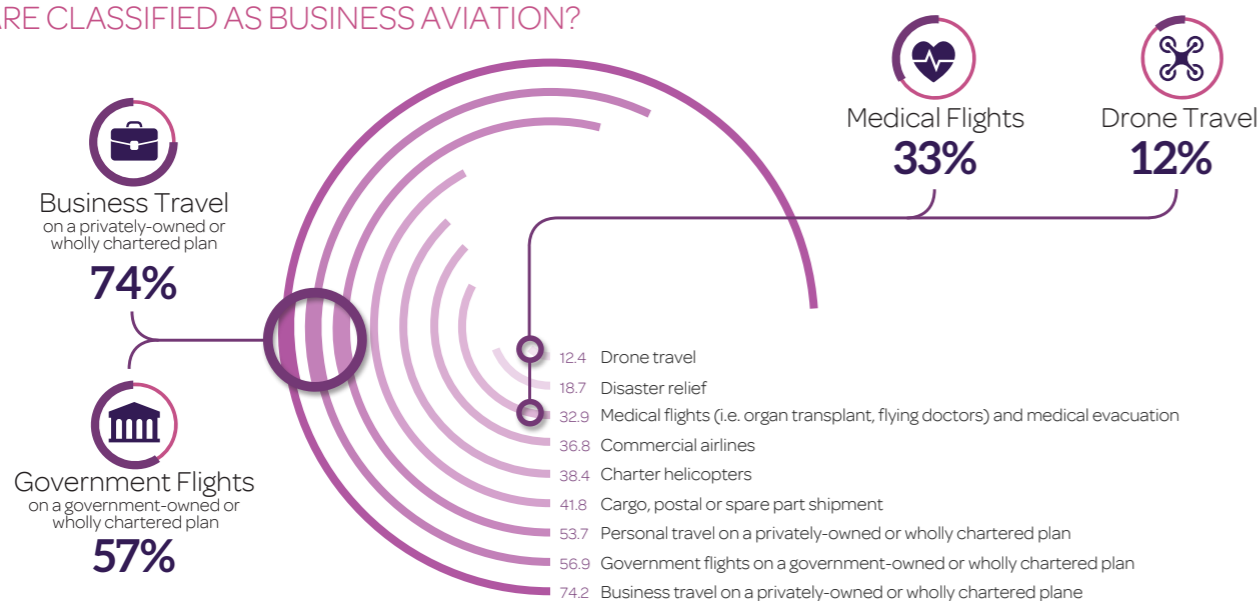 ARE CLASSIFIED AS BUSINESS AVIATION?
Business Travel
on a privately-owned or
wholly chartered plan
74%
Government Flights
on a government-owned or
wholly chartered plan
57%
Medical Flights
33%
Drone Travel
12%
12.4 Drone travel
18.7 Disaster relief
32.9 Medical flights (i.e. organ transplant, flying doctors) and medical evacuation
36.8 Commercial airlines
38.4 Charter helicopters
41.8 Cargo, postal or spare part shipment
53.7 Personal travel on a privately-owned or wholly chartered plan
56.9 Government flights on a government-owned or wholly chartered plan
74.2 Business travel on a privately-owned or wholly chartered plane